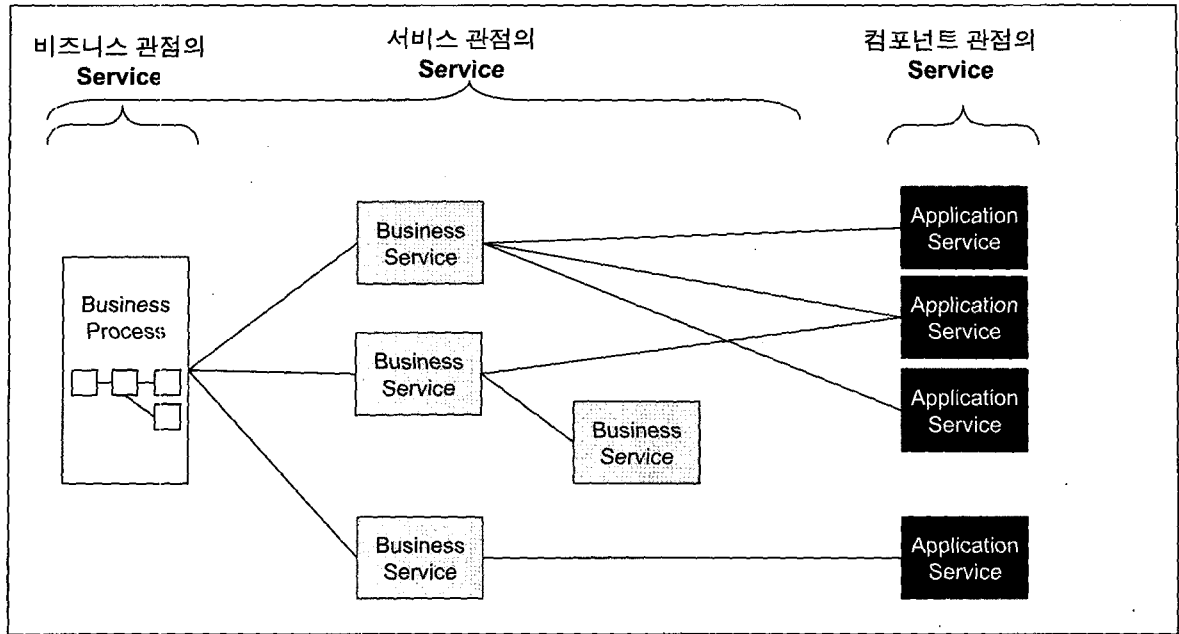 비즈니스 관점의
Service
서비스 관점의
Service
컴포넌트 관점의
Service
Business
Process
Business
Service
Business
Service
Business
Service
Business
Service
Application
Service
Application
Service
Application
Service
Application
Service